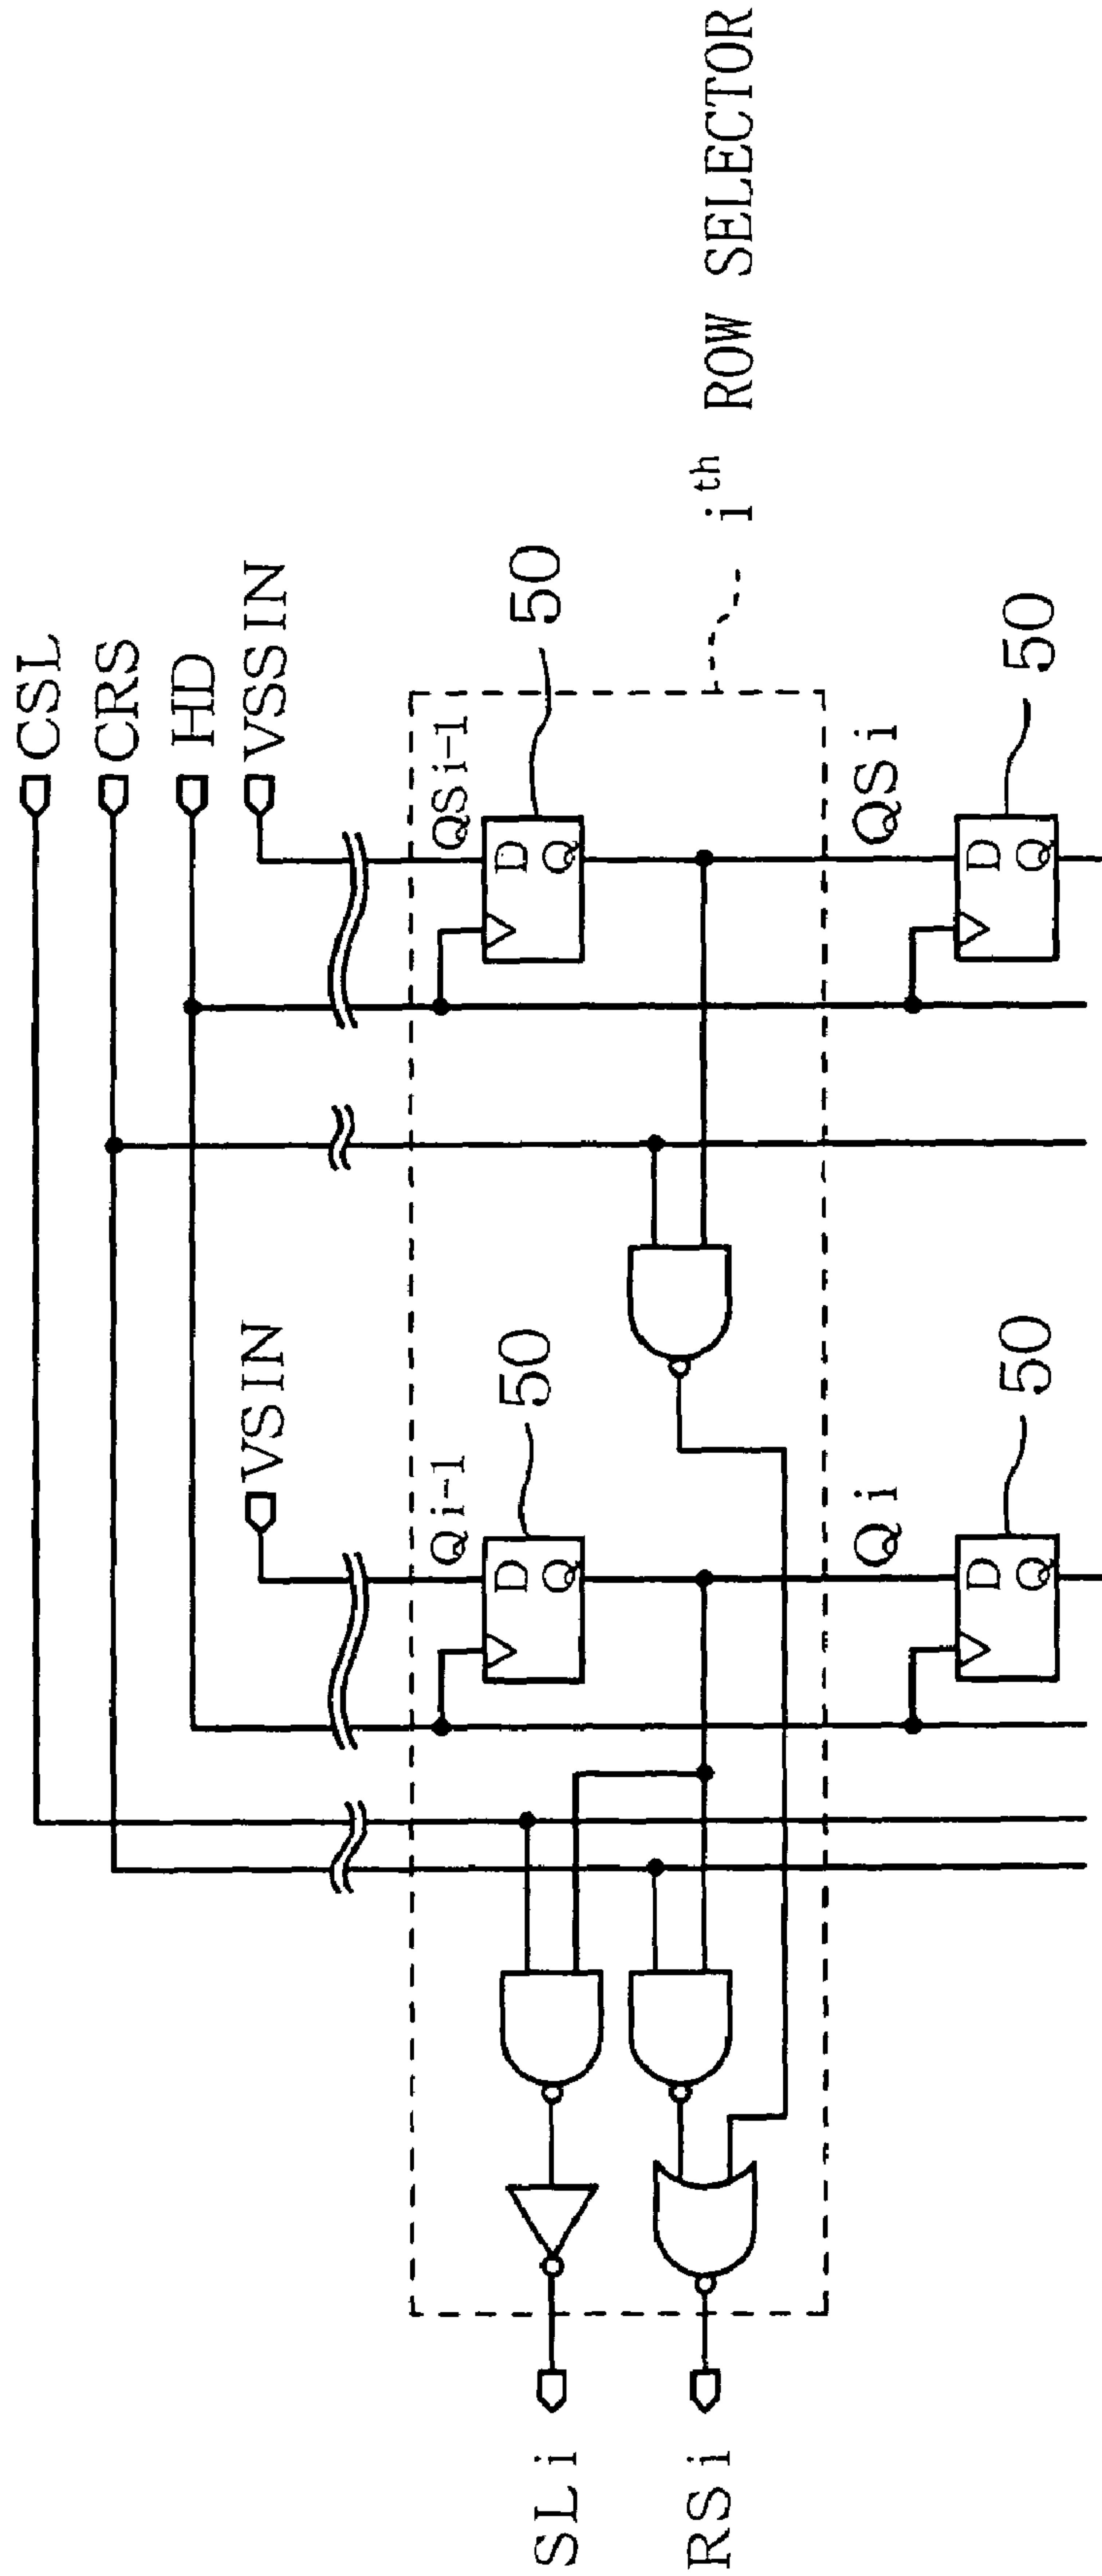 CSL
CRS
HD
VSSIN
VSIN
QSi-1
50
D
Q
Qi-1
50
D
Q
i^th ROW SELECTOR
QSi
50
D
Q
Qi
50
D
Q
SLi
RSi